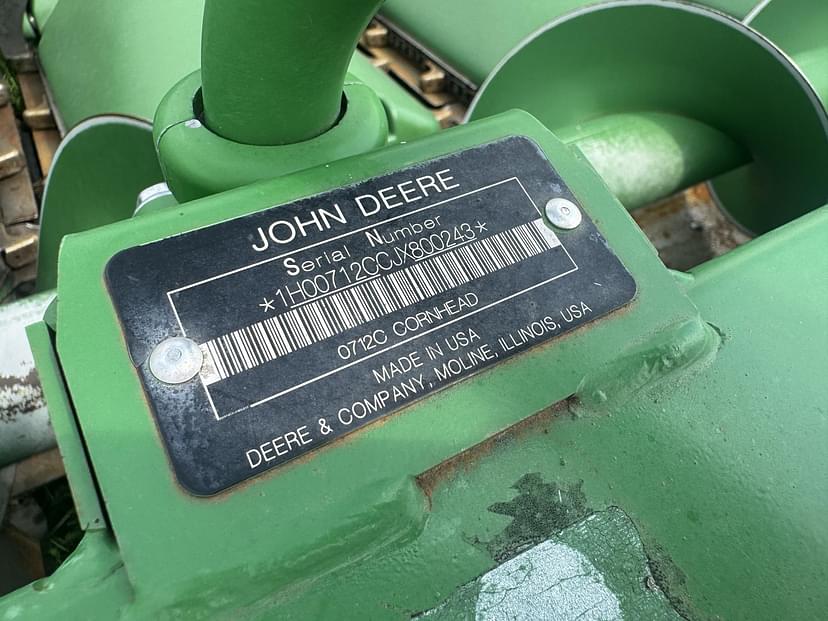 JOHN DEERE
Serial Number
*1H00712CCJX800243*
0712C CORNHEAD
MADE IN USA
DEERE & COMPANY, MOLINE, ILLINOIS, USA